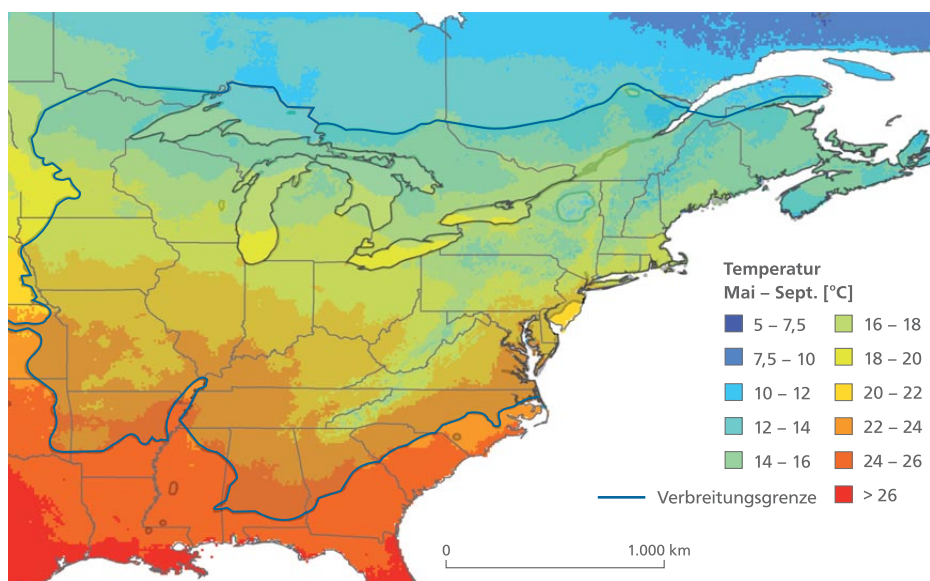 Temperatur
Mai – Sept. [°C]
5 – 7,5
7,5 – 10
10 – 12
12 – 14
14 – 16
16 – 18
18 – 20
20 – 22
22 – 24
24 – 26
> 26
Verbreitungsgrenze
0
1.000 km